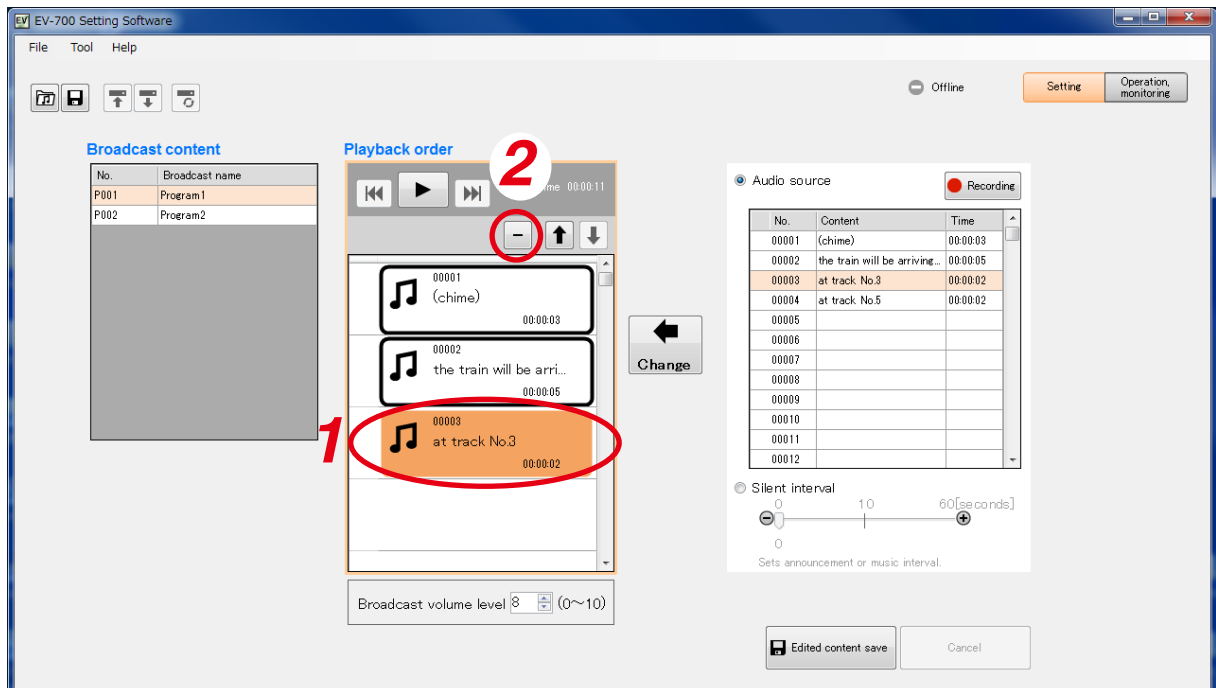 EV EV-700 Setting Software
File Tool Help
Offline
Setting
Operation,
monitoring
Broadcast content
No. Broadcast name
P001 Program1
P002 Program2
Playback order
2
me 00:00:11
−
00001
(chime)
00:00:03
00002
the train will be arri...
00:00:05
1
00003
at track No.3
00:00:02
Broadcast volume level 8 (0〜10)
Change
Audio source
Recording
No. Content Time
00001 (chime) 00:00:03
00002 the train will be arriving... 00:00:05
00003 at track No.3 00:00:02
00004 at track No.5 00:00:02
00005
00006
00007
00008
00009
00010
00011
00012
Silent interval
0 10 60[seconds]
0
Sets announcement or music interval.
Edited content save
Cancel